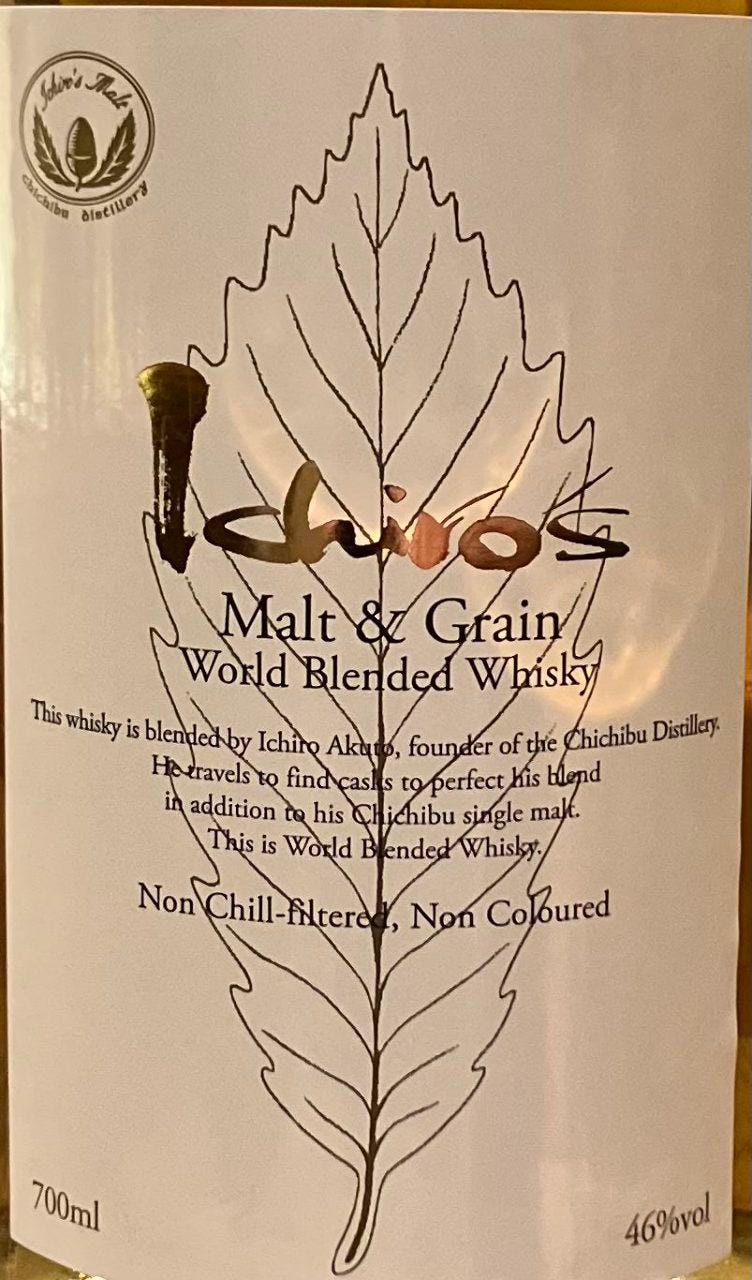 Ichiro's Malt
chichibu distillery
Ichiro's
Malt & Grain
World Blended Whisky
This whisky is blended by Ichiro Akuto, founder of the Chichibu Distillery.
He travels to find casks to perfect his blend
in addition to his Chichibu single malt.
This is World Blended Whisky.
Non Chill-filtered, Non Coloured
700ml
46%vol